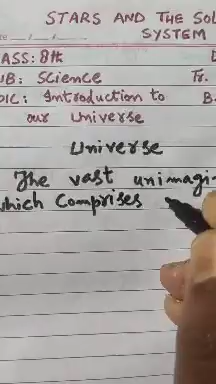 STARS AND THE SOL
SYSTEM
ASS: 8th
UB: Science Tr.
PIC: Introduction to B.
our Universe
Universe
The vast unimagi
which Comprises